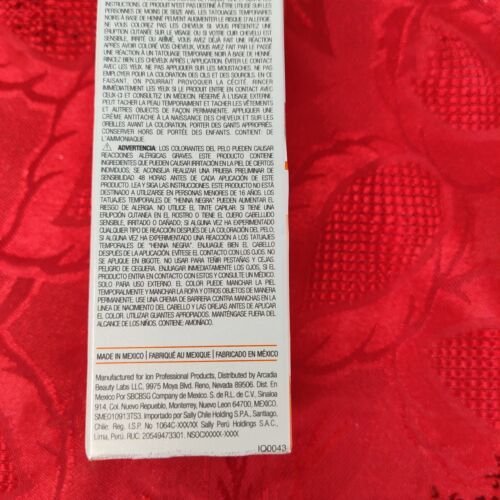 INSTRUCTIONS. CE PRODUIT N'EST PAS DESTINÉ À ÊTRE UTILISÉ SUR LES
PERSONNES DE MOINS DE SEIZE ANS. LES TATOUAGES TEMPORAIRES
NOIRS À BASE DE HENNÉ PEUVENT AUGMENTER LE RISQUE D'ALLERGIE.
NE VOUS COLOREZ PAS LES CHEVEUX SI VOUS PRÉSENTEZ UNE
ÉRUPTION CUTANÉE SUR LE VISAGE OU SI VOTRE CUIR CHEVELU EST
SENSIBLE, IRRITÉ OU ABÎMÉ, VOUS AVEZ DÉJÀ FAIT UNE RÉACTION
APRÈS AVOIR COLORÉ VOS CHEVEUX OU VOUS AVEZ FAIT PAR LE PASSÉ
UNE RÉACTION À UN TATOUAGE TEMPORAIRE NOIR À BASE DE HENNÉ.
RINCEZ BIEN LES CHEVEUX APRÈS L'APPLICATION. ÉVITER LE CONTACT
AVEC LES YEUX. NE PAS APPLIQUER SUR LES MOUSTACHES. NE PAS
EMPLOYER POUR LA COLORATION DES CILS ET DES SOURCILS. EN CE
FAISANT, ON POURRAIT PROVOQUER LA CÉCITÉ. RINCER
IMMÉDIATEMENT LES YEUX SI LE PRODUIT ENTRE EN CONTACT AVEC
CEUX-CI ET CONSULTEZ UN MÉDECIN. RÉSERVÉ À L'USAGE EXTERNE.
PEUT TACHER LA PEAU TEMPORAIREMENT ET TACHER LES VÊTEMENTS
ET AUTRES OBJETS DE FAÇON PERMANENTE. APPLIQUEZ UNE
CRÈME ANTITACHE À LA NAISSANCE DES CHEVEUX ET SUR LES
OREILLES AVANT LA COLORATION. PORTER DES GANTS APPROPRIÉS.
CONSERVER HORS DE PORTÉE DES ENFANTS. CONTIENT DE
L'AMMONIAQUE.
ADVERTENCIA: LOS COLORANTES DEL PELO PUEDEN CAUSAR
REACCIONES ALÉRGICAS GRAVES. ESTE PRODUCTO CONTIENE
INGREDIENTES QUE PUEDEN CAUSAR IRRITACIÓN EN LA PIEL DE CIERTOS
INDIVIDUOS; SE ACONSEJA REALIZAR UNA PRUEBA PRELIMINAR DE
SENSIBILIDAD 48 HORAS ANTES DE CADA APLICACIÓN DE ESTE
PRODUCTO. LEA Y SIGA LAS INSTRUCCIONES. ESTE PRODUCTO NO ESTÁ
DESTINADO A UTILIZARSE EN PERSONAS MENORES DE 16 AÑOS. LOS
TATUAJES TEMPORALES DE "HENNA NEGRA" PUEDEN AUMENTAR EL
RIESGO DE ALERGIA. NO UTILICE EL TINTE CAPILAR: SI TIENE UNA
ERUPCIÓN CUTÁNEA EN EL ROSTRO O TIENE EL CUERO CABELLUDO
SENSIBLE, IRRITADO O DAÑADO; SI ALGUNA VEZ HA EXPERIMENTADO
CUALQUIER TIPO DE REACCIÓN DESPUÉS DE LA COLORACIÓN DEL PELO,
SI ALGUNA VEZ HA EXPERIMENTADO UNA REACCIÓN A LOS TATUAJES
TEMPORALES DE "HENNA NEGRA". ENJUAGUE BIEN EL CABELLO
DESPUÉS DE LA APLICACIÓN. EVITE EL CONTACTO CON LOS OJOS. NO
SE APLIQUE EN BIGOTE. NO USAR PARA TEÑIR PESTAÑAS Y CEJAS
PELIGRO DE CEGUERA. ENJUAGAR INMEDIATAMENTE LOS OJOS, SI EL
PRODUCTO ENTRA EN CONTACTO CON ESTOS Y CONSULTE UN MÉDICO.
SOLO PARA USO EXTERNO. EL COLOR PUEDE MANCHAR LA PIEL
TEMPORALMENTE Y MANCHAR LA ROPA Y OTROS OBJETOS DE MANERA
PERMANENTE. USE UNA CREMA DE BARRERA CONTRA MANCHAS EN LA
LINEA DE NACIMIENTO DEL CABELLO Y LAS OREJAS ANTES DE APLICAR
EL COLOR. UTILIZAR GUANTES APROPIADOS. MANTÉNGASE FUERA DEL
ALCANCE DE LOS NIÑOS. CONTIENE AMONÍACO.
MADE IN MEXICO | FABRIQUÉ AU MEXIQUE | FABRICADO EN MÉXICO
Manufactured for Ion Professional Products, Distributed by Arcadia
Beauty Labs LLC, 9975 Moya Blvd. Reno, Nevada 89506. Dist. En
Mexico Por SBCBSG Company de Mexico. S. de R.L. de C.V., Sinaloa
914, Col. Nuevo Repueblo, Monterrey, Nuevo Leon 64700, MEXICO.
SME010913TS3. importado por Sally Chile Holding S.P.A., Santiago,
Chile. Reg. I.S.P. No 1064C-XXX/XX Sally Perú Holdings S.A.C.,
Lima, Perú. RUC: 20549473301. NSOCXXXXX-XXXX
IO0043